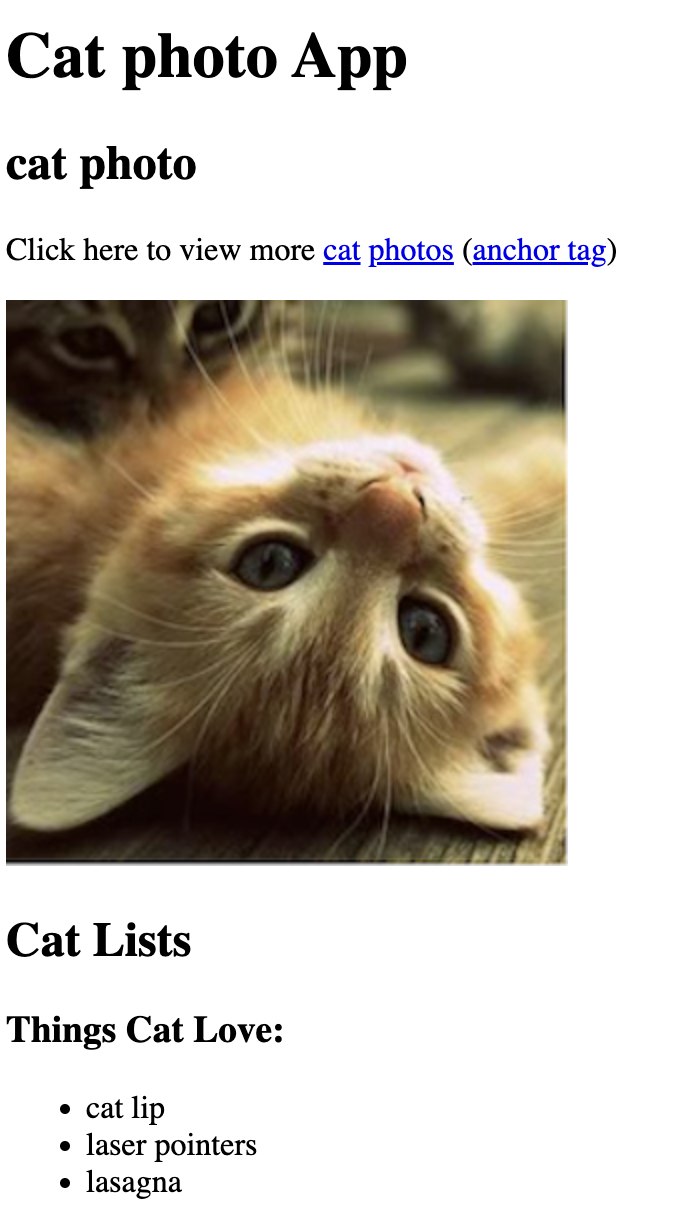 Cat photo App
cat photo
Click here to view more cat photos (anchor tag)
Cat Lists
Things Cat Love:
cat lip
laser pointers
lasagna